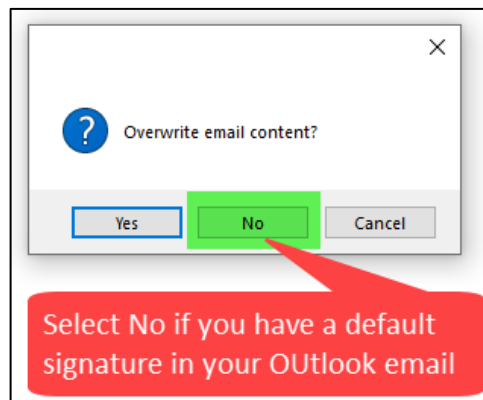 Overwrite email content?
Yes
No
Cancel
Select No if you have a default
signature in your OUtlook email